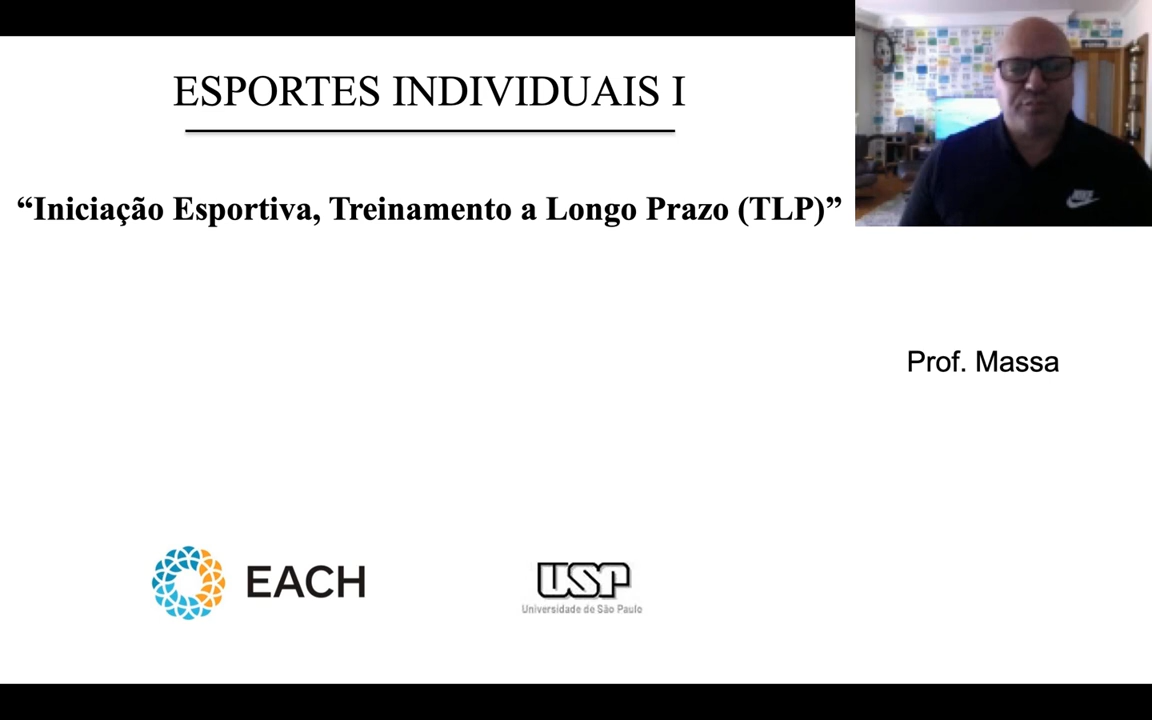 ESPORTES INDIVIDUAIS I
“Iniciação Esportiva, Treinamento a Longo Prazo (TLP)”
Prof. Massa
EACH
USP
Universidade de São Paulo